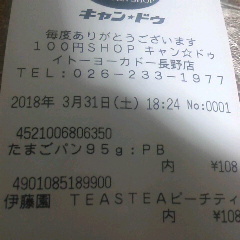 キャン★ドゥ
毎度ありがとうございます
100円SHOP キャン☆ドゥ
イトーヨーカドー長野店
TEL:026-233-1977
2018年 3月31日(土) 18:24 No:0001
4521006806350
たまごパン95g:PB
内 ¥108
4901085189900
伊藤園 TEASTEAピーチティ
内 ¥108